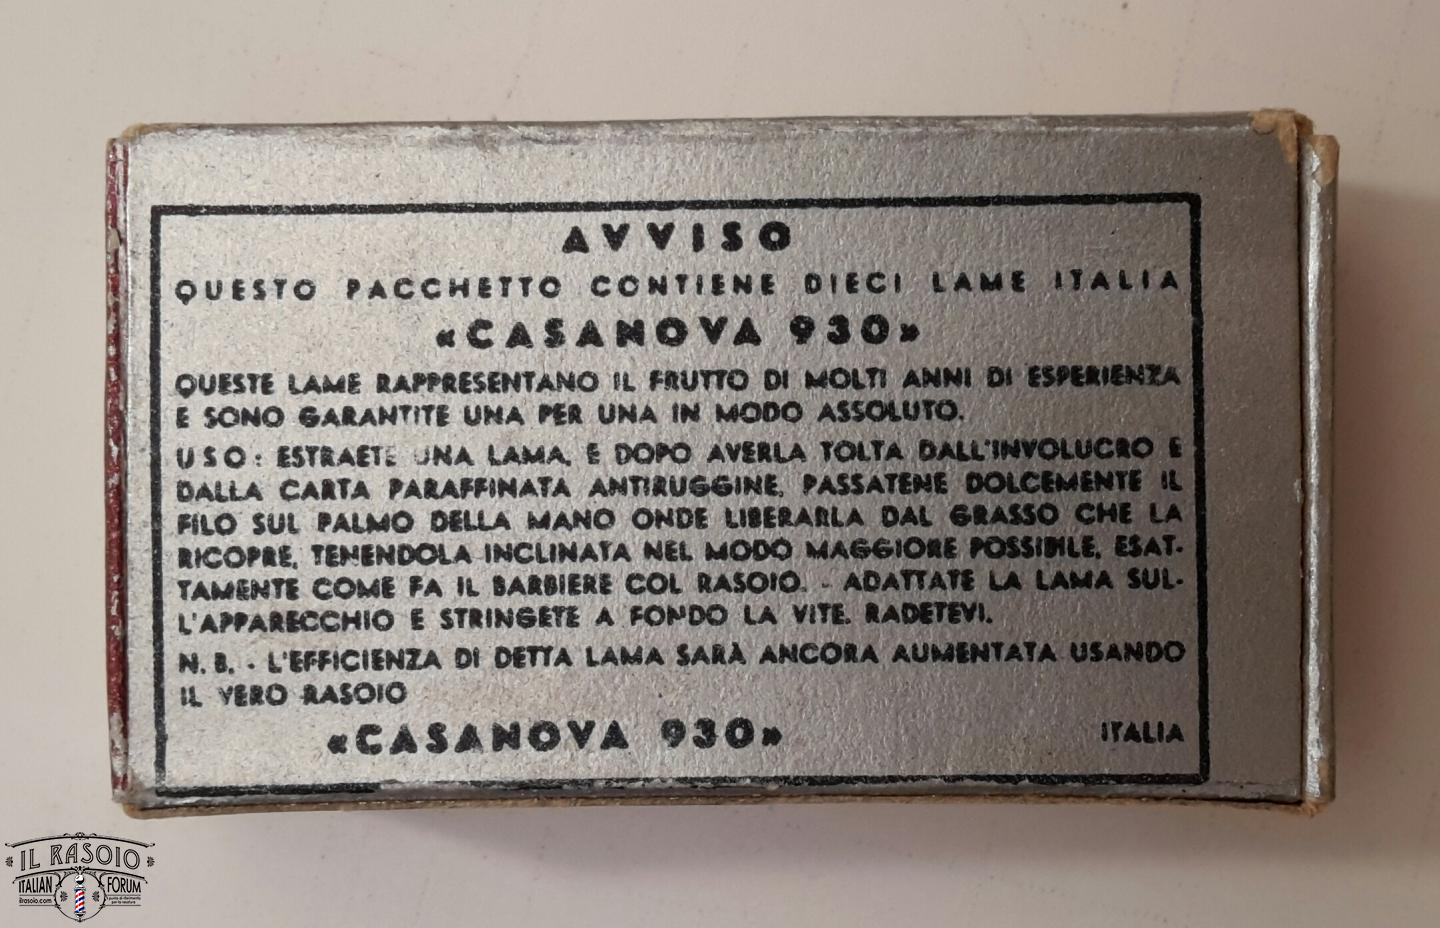 AVVISO
QUESTO PACCHETTO CONTIENE DIECI LAME ITALIA
«CASANOVA 930»
QUESTE LAME RAPPRESENTANO IL FRUTTO DI MOLTI ANNI DI ESPERIENZA
E SONO GARANTITE UNA PER UNA IN MODO ASSOLUTO.
USO: ESTRAETE UNA LAMA, E DOPO AVERLA TOLTA DALL'INVOLUCRO E
DALLA CARTA PARAFFINATA ANTIRUGGINE, PASSATENE DOLCEMENTE IL
FILO SUL PALMO DELLA MANO ONDE LIBERARLA DAL GRASSO CHE LA
RICOPRE, TENENDOLA INCLINATA NEL MODO MAGGIORE POSSIBILE, ESAT-
TAMENTE COME FA IL BARBIERE COL RASOIO. - ADATTATE LA LAMA SUL-
L'APPARECCHIO E STRINGETE A FONDO LA VITE. RADETEVI.
N. B. - L'EFFICIENZA DI DETTA LAMA SARÀ ANCORA AUMENTATA USANDO
IL VERO RASOIO
«CASANOVA 930» ITALIA
IL RASOIO
ITALIAN FORUM
ilrasoio.com